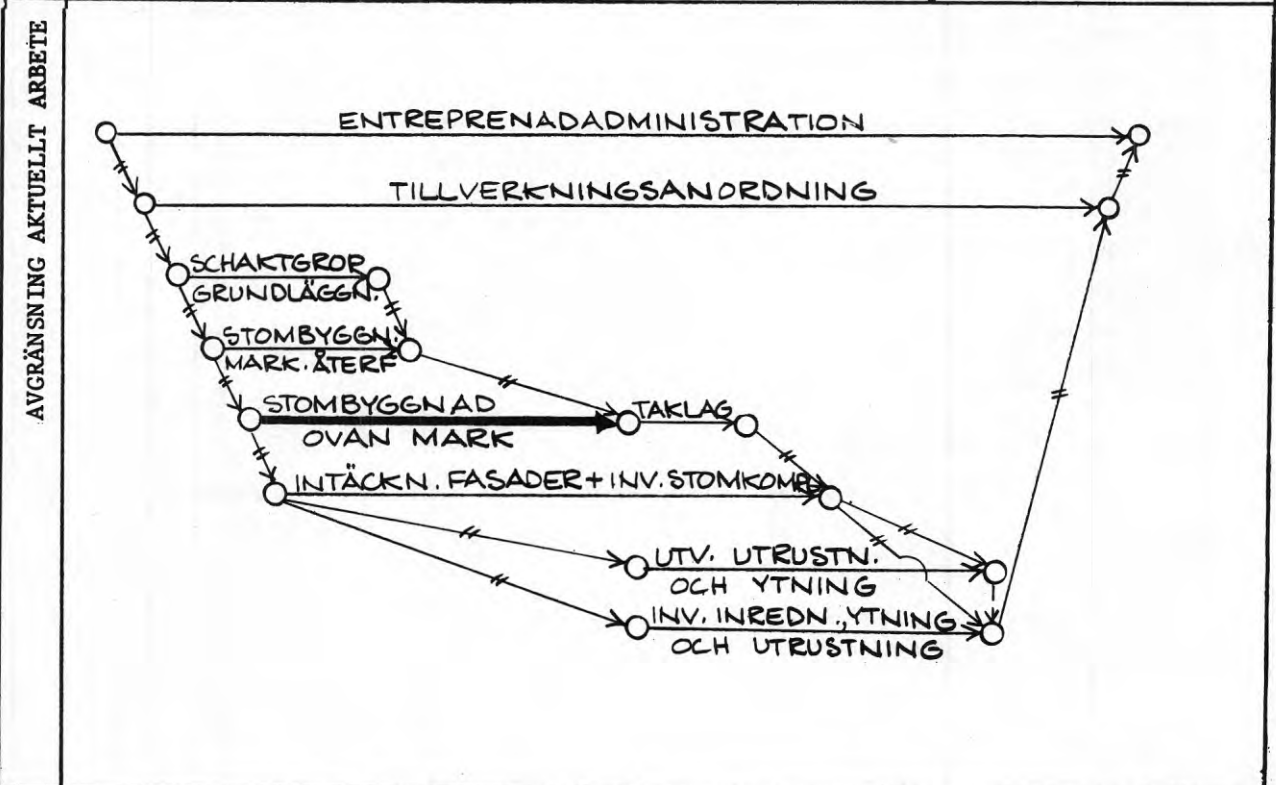 AVGRÄNSNING AKTUELLT ARBETE
ENTREPRENADADMINISTRATION
TILLVERKNINGSANORDNING
SCHAKTGROP
GRUNDLÄGGN.
STOMBYGGN.
MARK. ÅTERF
STOMBYGGNAD
OVAN MARK
TAKLAG
INTÄCKN. FASADER + INV. STOMKOMPL
UTV. UTRUSTN.
OCH YTNING
INV. INREDN., YTNING
OCH UTRUSTNING